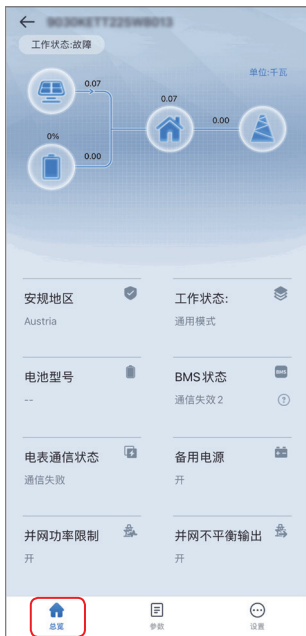 工作状态:故障
单位:千瓦
0.07
0.07
0.00
0%
0.00
安规地区
工作状态:
Austria
通用模式
电池型号
BMS
BMS状态
--
通信失效2
?
电表通信状态
备用电源
通信失败
开
并网功率限制
并网不平衡输出
开
开
总览
参数
设置